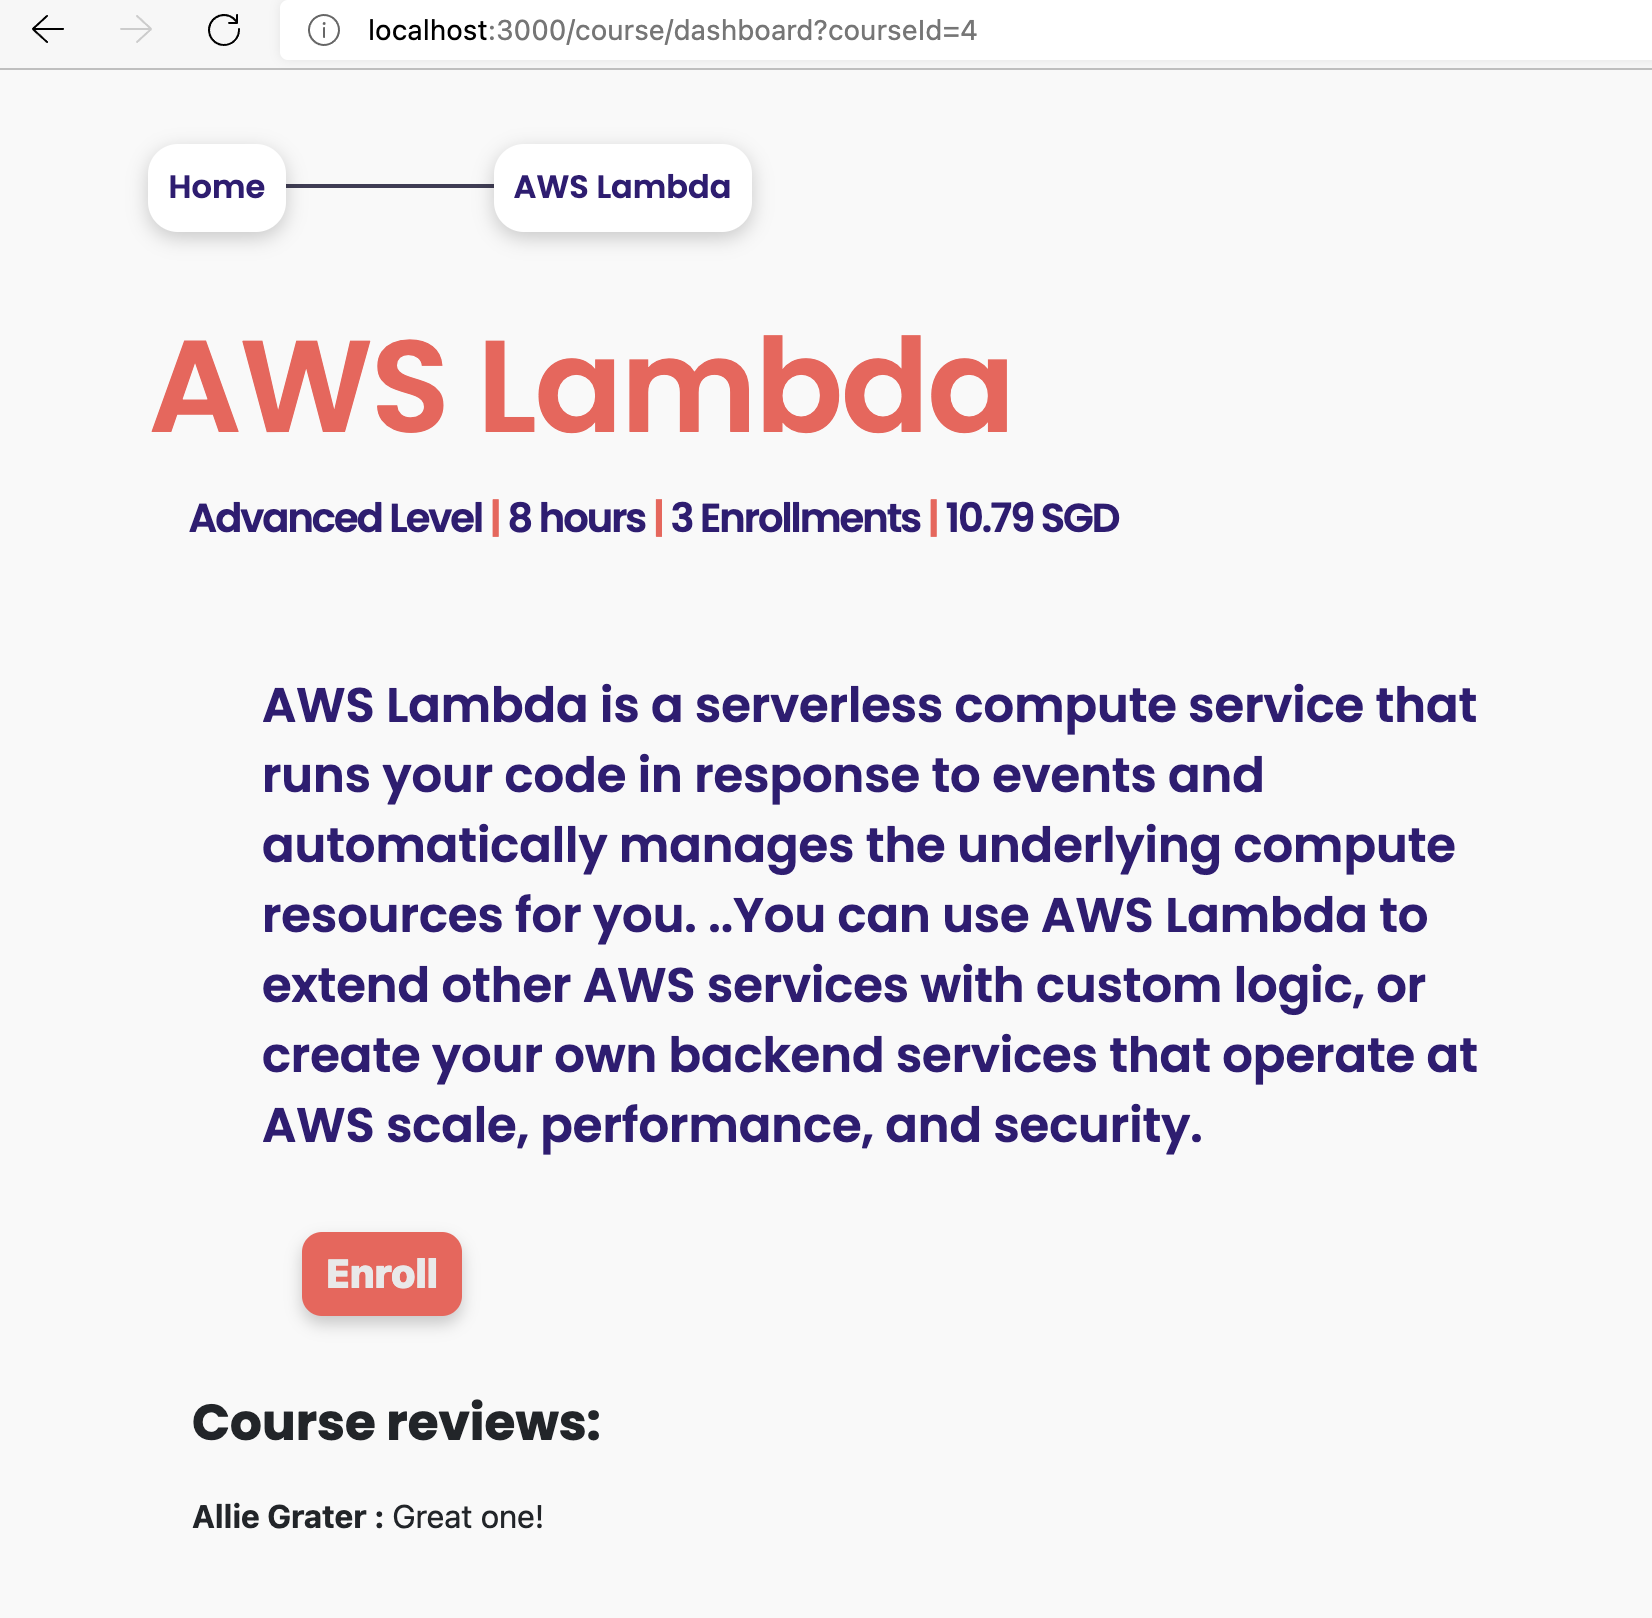 localhost:3000/course/dashboard?courseId=4
Home AWS Lambda
AWS Lambda
Advanced Level | 8 hours | 3 Enrollments | 10.79 SGD
AWS Lambda is a serverless compute service that
runs your code in response to events and
automatically manages the underlying compute
resources for you. ..You can use AWS Lambda to
extend other AWS services with custom logic, or
create your own backend services that operate at
AWS scale, performance, and security.
Enroll
Course reviews:
Allie Grater : Great one!